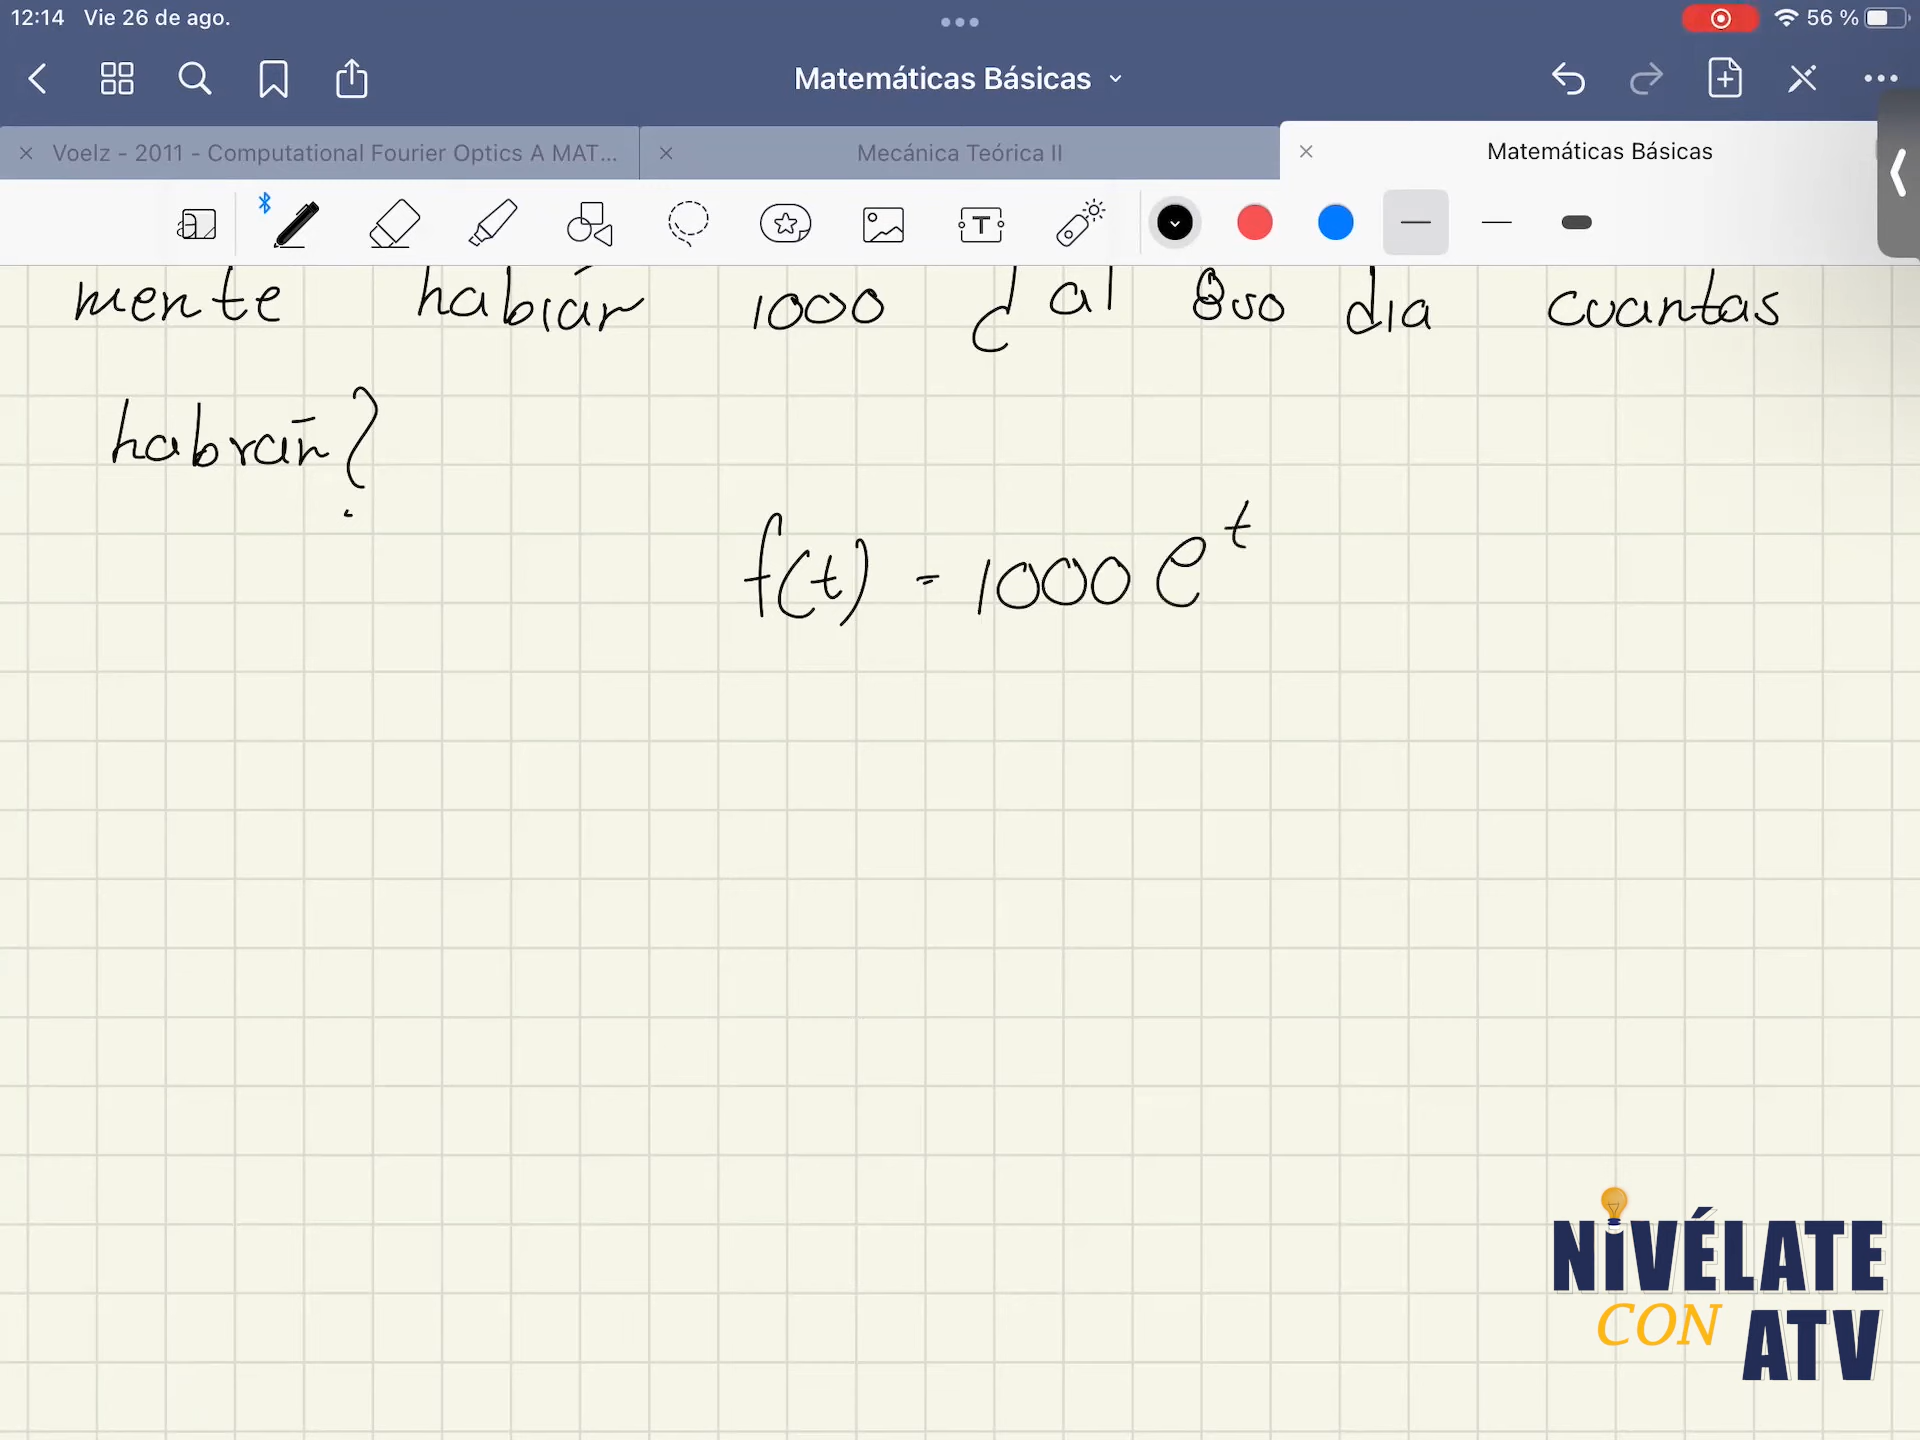 12:14 Vie 26 de ago.
56 %
Matemáticas Básicas
Voelz - 2011 - Computational Fourier Optics A MAT...
Mecánica Teórica II
Matemáticas Básicas
T
mente habián 1000 ¿ al 8vo dia cuantas
habrán?
f(t) = 1000 e^t
NIVÉLATE
CON
ATV